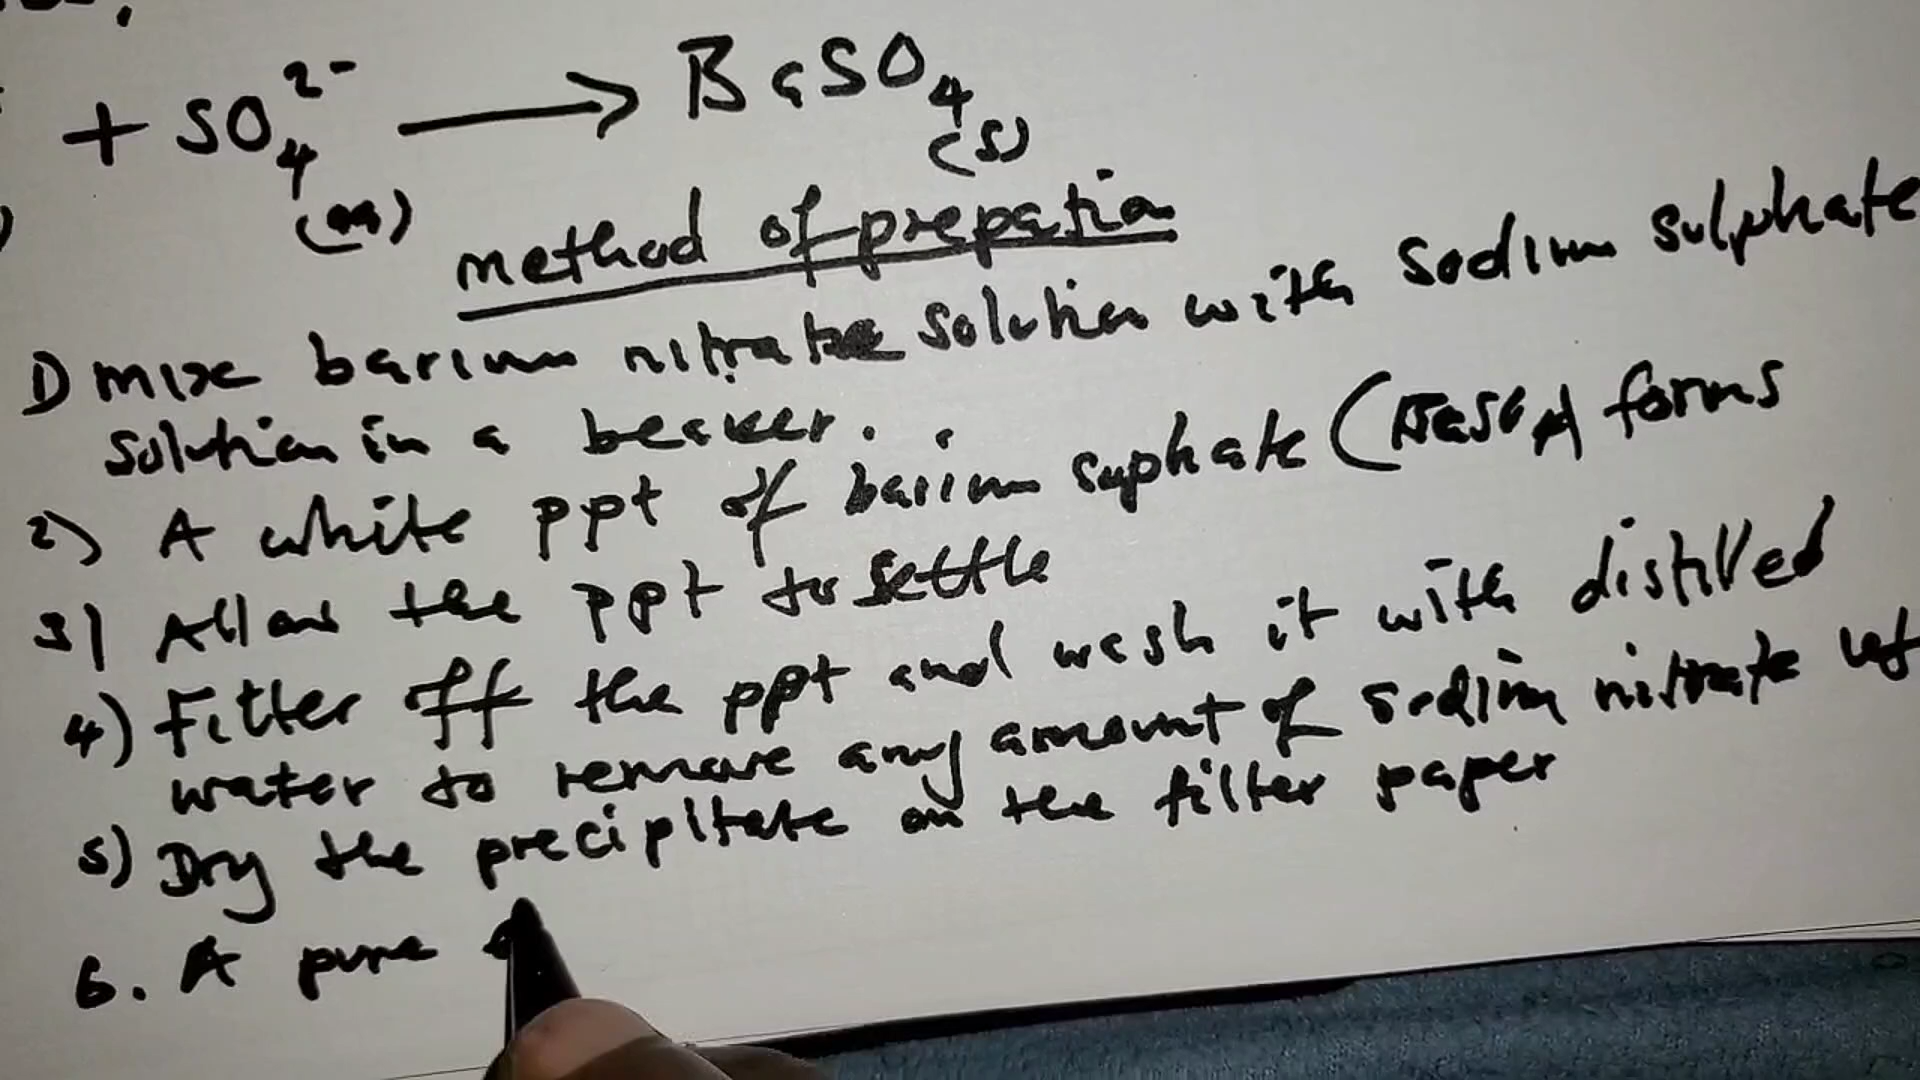 + SO₄²⁻ (aq) ⟶ BaSO₄ (s)
method of prepation
1) mix barium nitrate solution with sodium sulphate
solution in a beaker.
2) A white ppt of barium suphate (BaSO4) forms
3) Allow the ppt to settle
4) Filter off the ppt and wash it with distilled
water to remove any amount of sodium nitrate left
5) Dry the precipitate on the filter paper
6. A pure